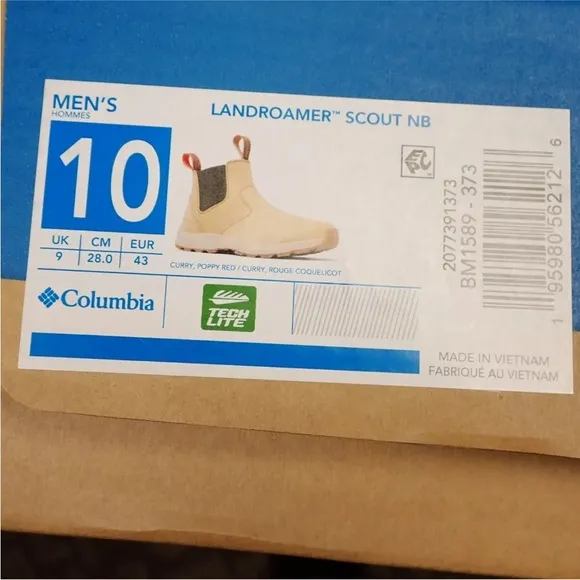 MEN'S
HOMMES
LANDROAMER™ SCOUT NB
10
UK CM EUR
9 28.0 43
CURRY, POPPY RED / CURRY, ROUGE COQUELICOT
Columbia
TECH
LITE
2077391373
BM1589 - 373
1 95980 56212 6
MADE IN VIETNAM
FABRIQUÉ AU VIETNAM